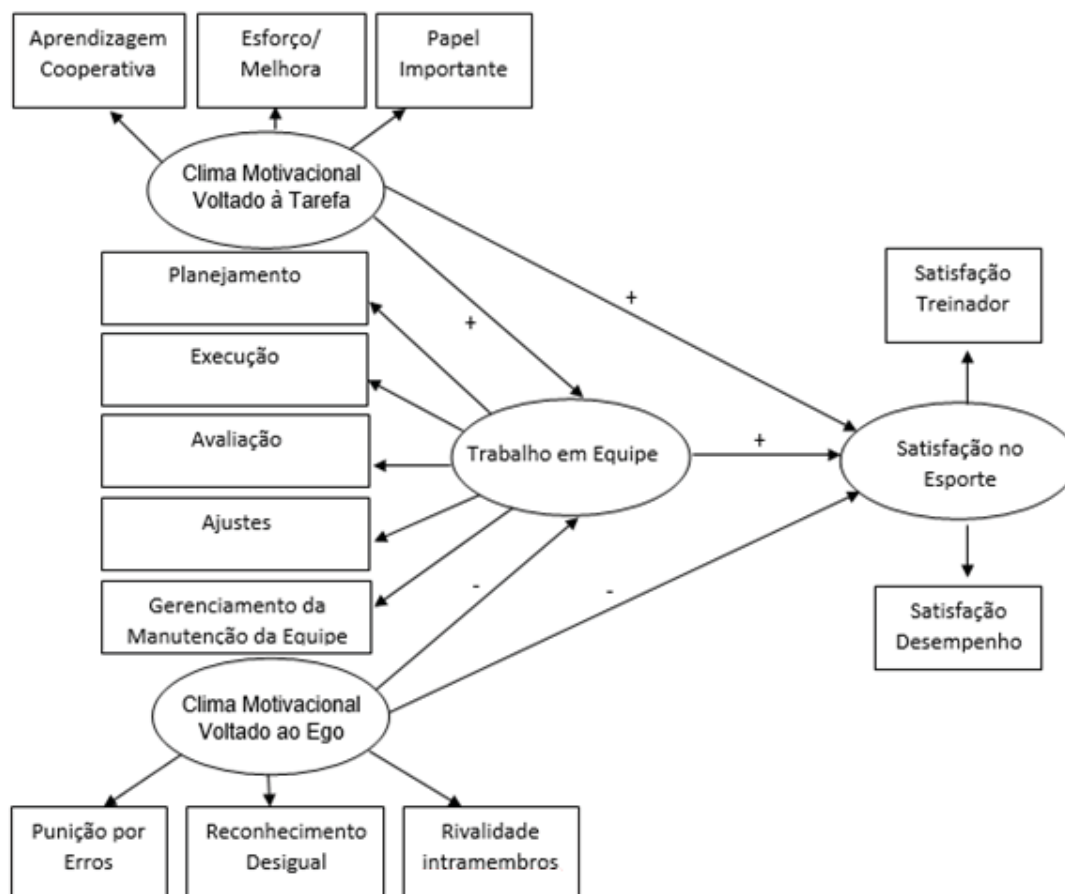 Aprendizagem
Cooperativa
Esforço/
Melhora
Papel
Importante
Clima Motivacional
Voltado à Tarefa
Planejamento
Satisfação
Treinador
+
+
Execução
Avaliação
Trabalho em Equipe
+
Satisfação no
Esporte
Ajustes
-
-
Gerenciamento da
Manutenção da Equipe
Satisfação
Desempenho
Clima Motivacional
Voltado ao Ego
Punição por
Erros
Reconhecimento
Desigual
Rivalidade
intramembros